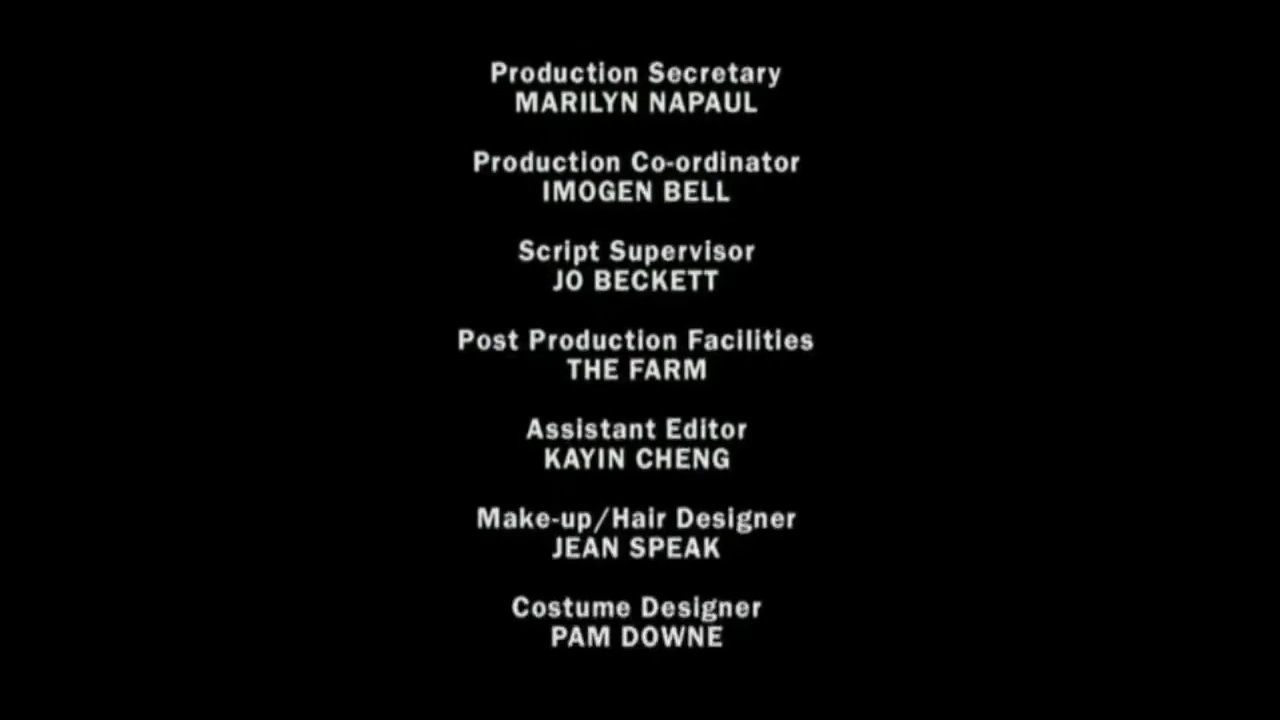 Production Secretary
MARILYN NAPAUL
Production Co-ordinator
IMOGEN BELL
Script Supervisor
JO BECKETT
Post Production Facilities
THE FARM
Assistant Editor
KAYIN CHENG
Make-up/Hair Designer
JEAN SPEAK
Costume Designer
PAM DOWNE